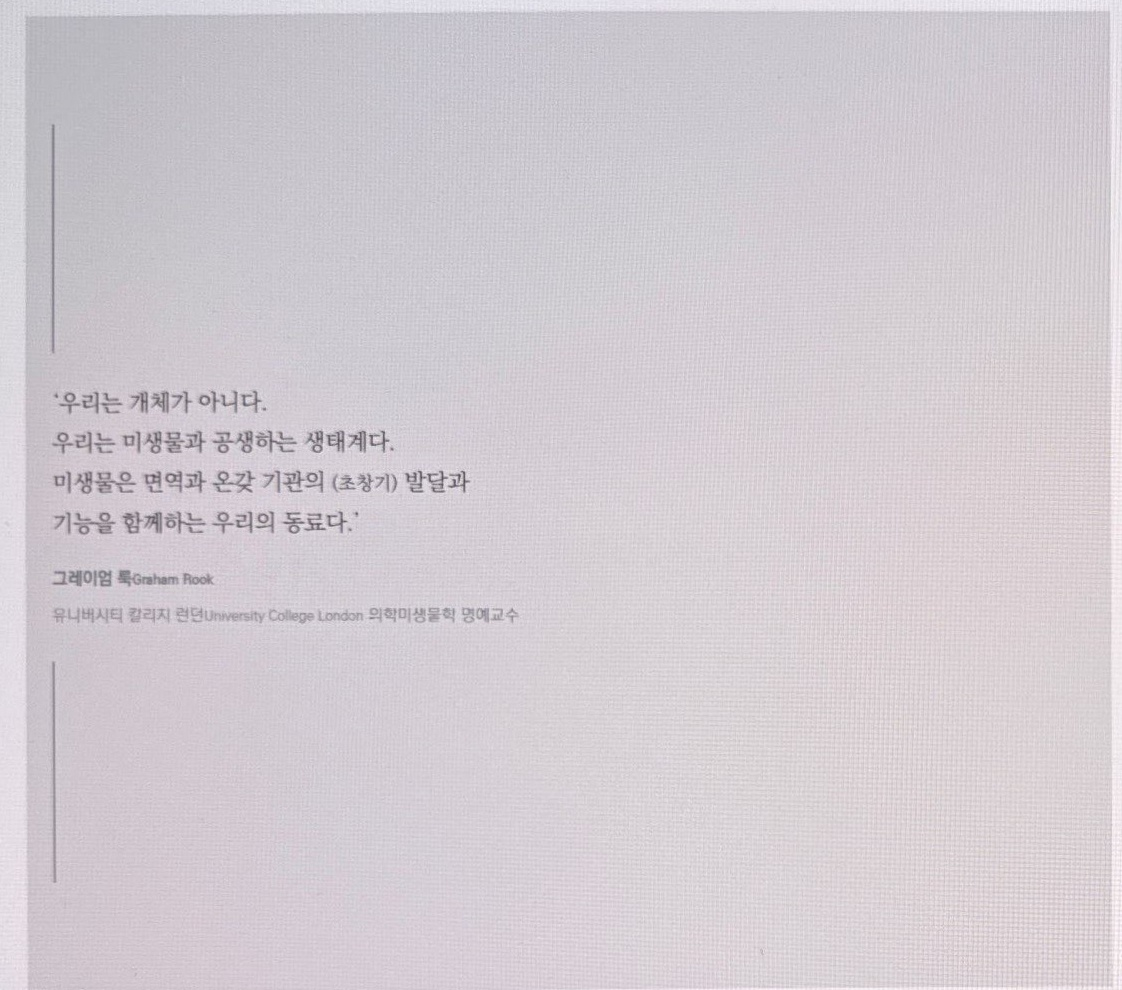 ‘우리는 개체가 아니다.
우리는 미생물과 공생하는 생태계다.
미생물은 면역과 온갖 기관의 (초창기) 발달과
기능을 함께하는 우리의 동료다.’
그레이엄 룩Graham Rook
유니버시티 칼리지 런던University College London 의학미생물학 명예교수